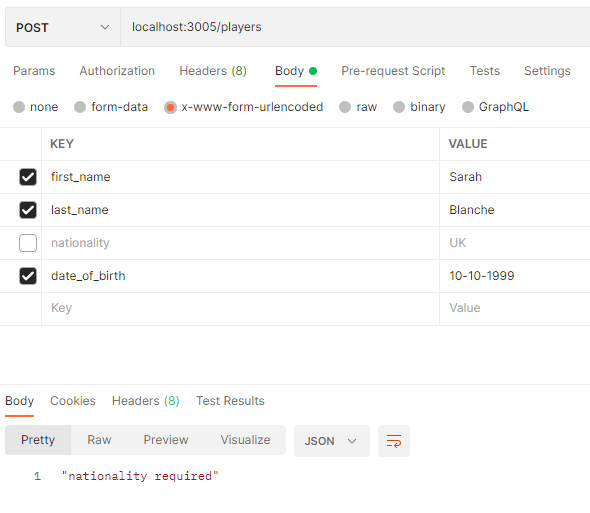 POST localhost:3005/players
Params Authorization Headers (8) Body Pre-request Script Tests Settings
none form-data x-www-form-urlencoded raw binary GraphQL
KEY VALUE
first_name Sarah
last_name Blanche
nationality UK
date_of_birth 10-10-1999
Key Value
Body Cookies Headers (8) Test Results
Pretty Raw Preview Visualize JSON
1 "nationality required"